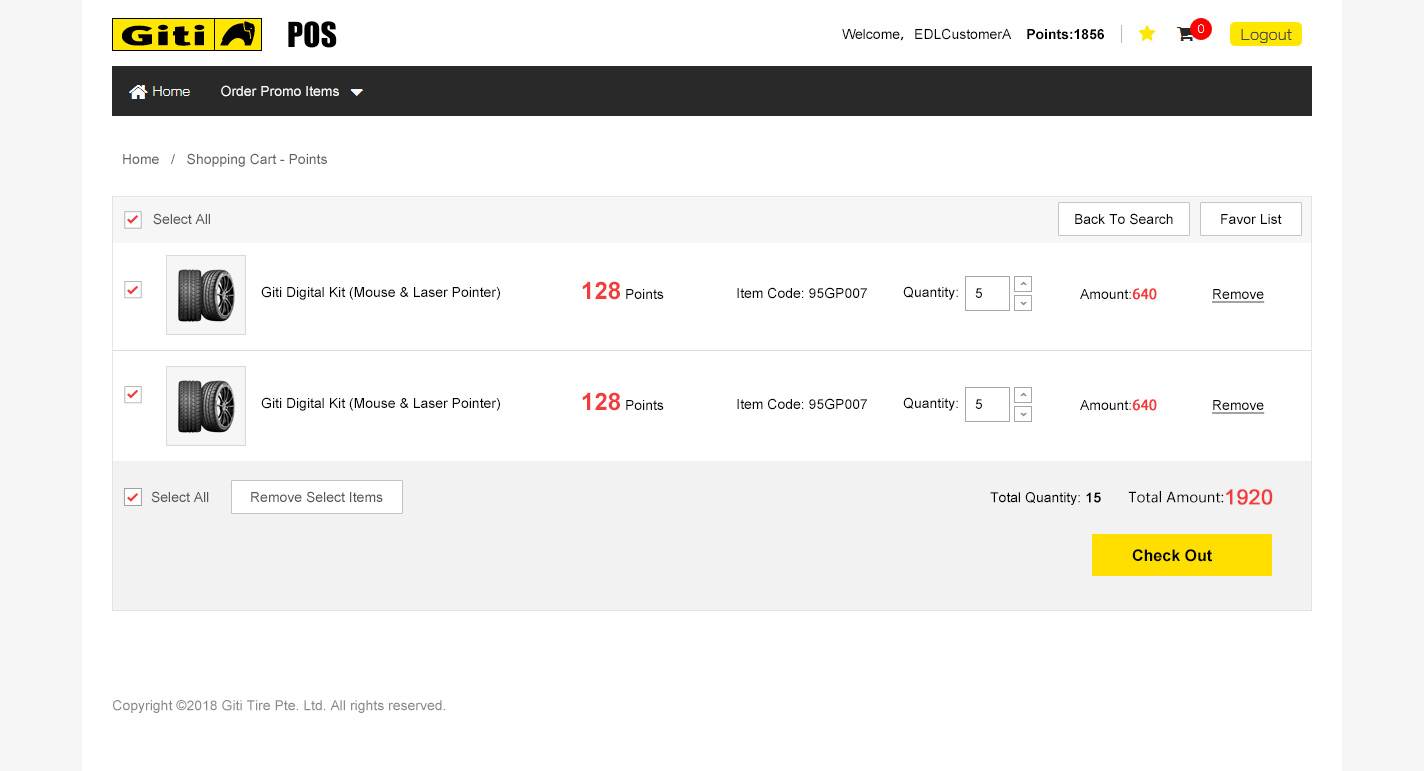 Giti POS Welcome, EDLCustomerA Points:1856 0 Logout
Home Order Promo Items
Home / Shopping Cart - Points
Select All Back To Search Favor List
Giti Digital Kit (Mouse & Laser Pointer) 128 Points Item Code: 95GP007 Quantity: 5 Amount:640 Remove
Giti Digital Kit (Mouse & Laser Pointer) 128 Points Item Code: 95GP007 Quantity: 5 Amount:640 Remove
Select All Remove Select Items Total Quantity: 15 Total Amount:1920
Check Out
Copyright ©2018 Giti Tire Pte. Ltd. All rights reserved.